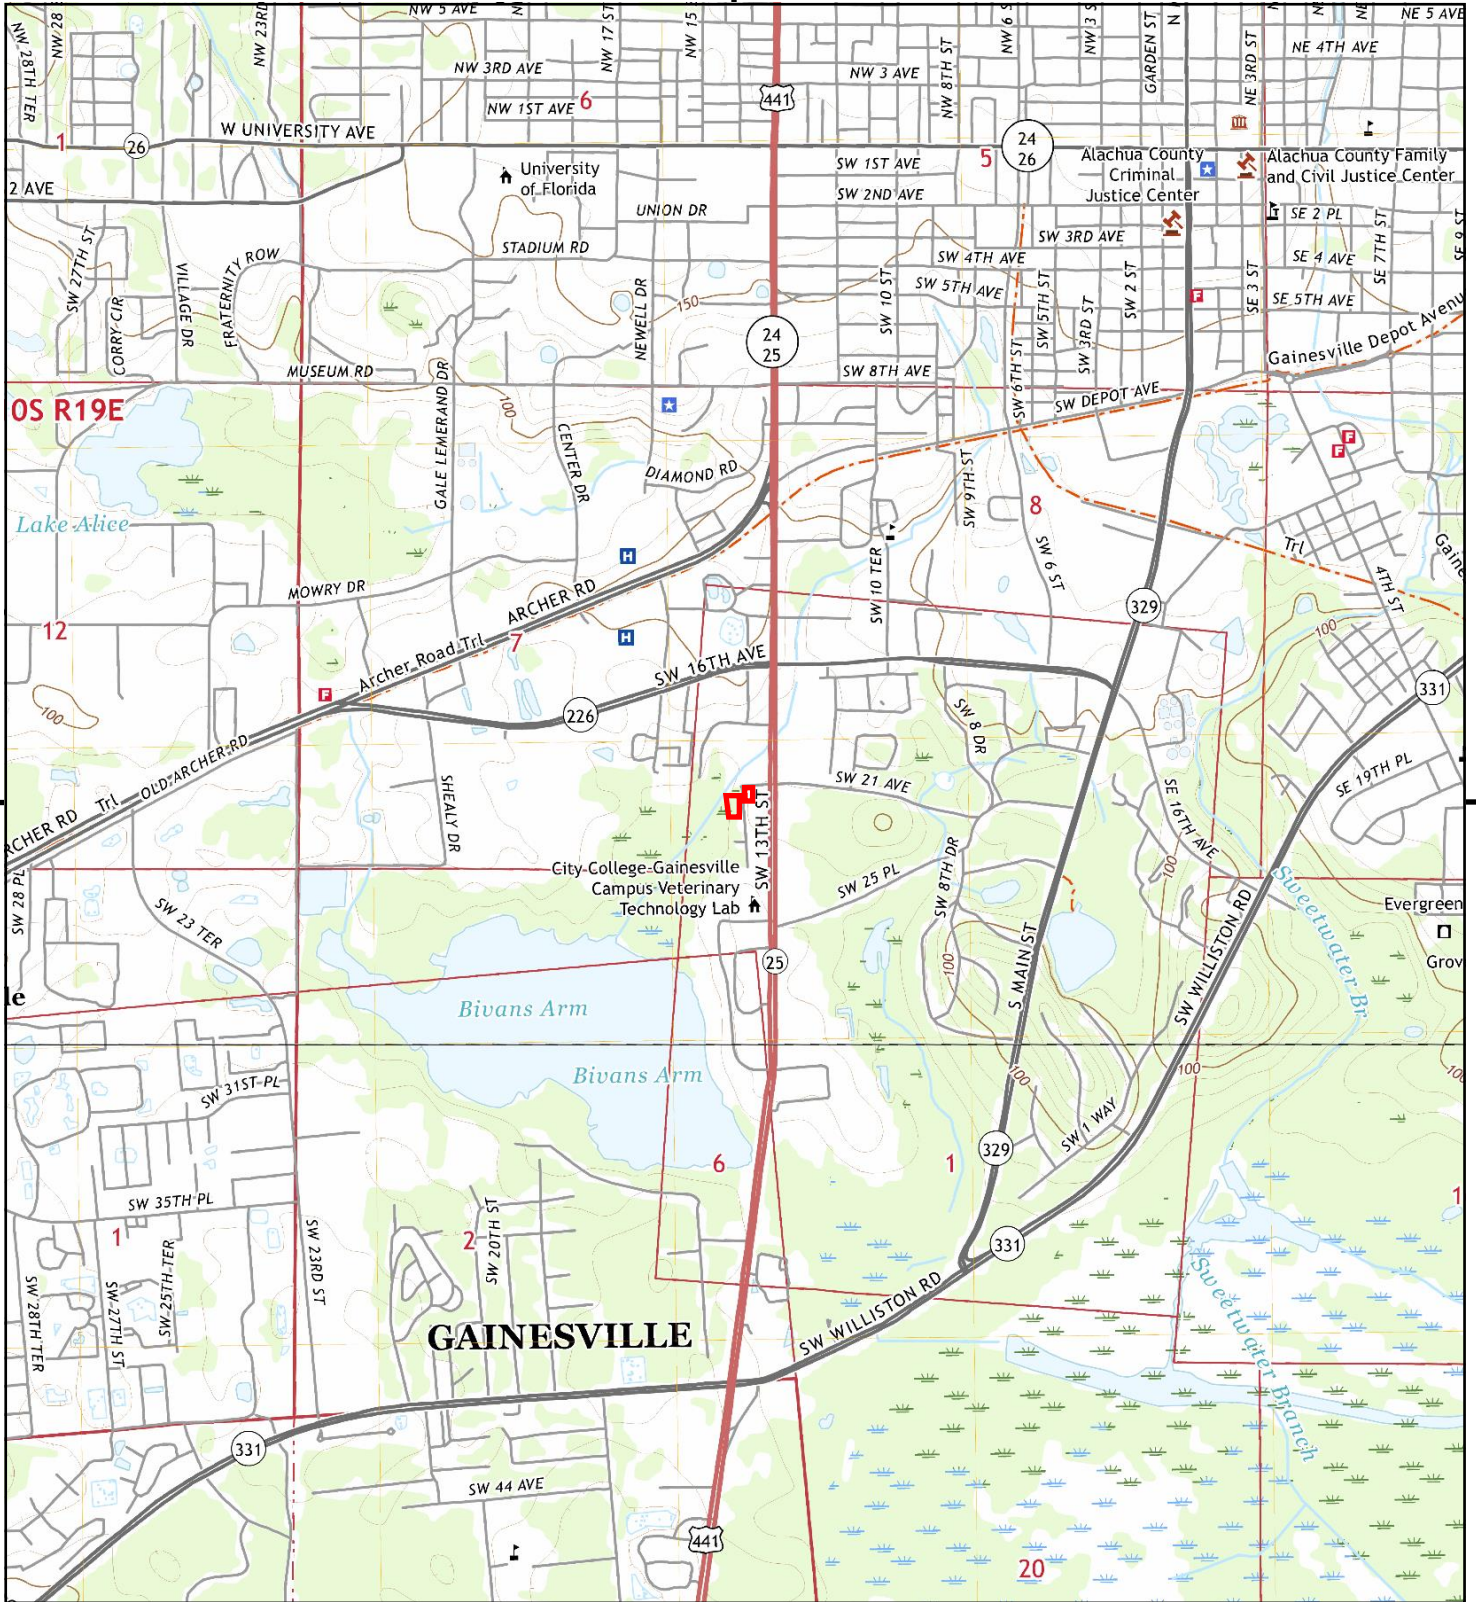 NW 5 AVE
NE 5 AVE
NW 28TH TER
NW 28
NW 23RD
NW 17 ST
NW 15
NW 6 S
NW 3 S
GARDEN ST
NW 8TH ST
NE 3RD ST
NE 4TH AVE
NW 3RD AVE
NW 3 AVE
NW 1ST AVE
6
441
1
26
W UNIVERSITY AVE
24
26
5
SW 1ST AVE
SW 2ND AVE
University
of Florida
Alachua County
Criminal
Justice Center
Alachua County Family
and Civil Justice Center
2 AVE
UNION DR
STADIUM RD
SE 2 PL
SW 3RD AVE
SW 4TH AVE
SE 4 AVE
SE 7TH ST
SE 9 ST
SW 27TH ST
VILLAGE DR
FRATERNITY ROW
CORRY CIR
NEWELL DR
150
SW 10 ST
SW 5TH AVE
SW 5TH ST
SW 3RD ST
SW 2 ST
SE 3 ST
F
SE 5TH AVE
Gainesville Depot Avenu
24
25
MUSEUM RD
SW 8TH AVE
SW 6TH ST
SW DEPOT AVE
0S R19E
GALE LEMERAND DR
100
CENTER DR
DIAMOND RD
SW 9TH ST
F
F
Lake Alice
8
H
SW 10 TER
SW 6 ST
Trl
4TH ST
Gaine
MOWRY DR
ARCHER RD
329
12
7
H
Archer Road Trl
SW 16TH AVE
100
331
F
100
226
SW 8 DR
OLD ARCHER RD
ARCHER RD
Trl
SHEALY DR
SW 21 AVE
SW 13TH ST
SE 16TH AVE
SE 19TH PL
City College-Gainesville
Campus Veterinary
Technology Lab
SW 25 PL
SW 8TH DR
100
Sweetwater Br
SW 28 PL
SW 23 TER
Evergreen
Grov
25
S MAIN ST
100
SW WILLISTON RD
le
Bivans Arm
Bivans Arm
100
100
100
SW 31ST PL
SW 1 WAY
329
6
1
1
SW 35TH PL
1
2
SW 20TH ST
SW 23RD ST
331
SW 28TH TER
SW 27TH ST
SW 25TH TER
SW WILLISTON RD
Sweetwater Branch
GAINESVILLE
331
SW 44 AVE
441
20